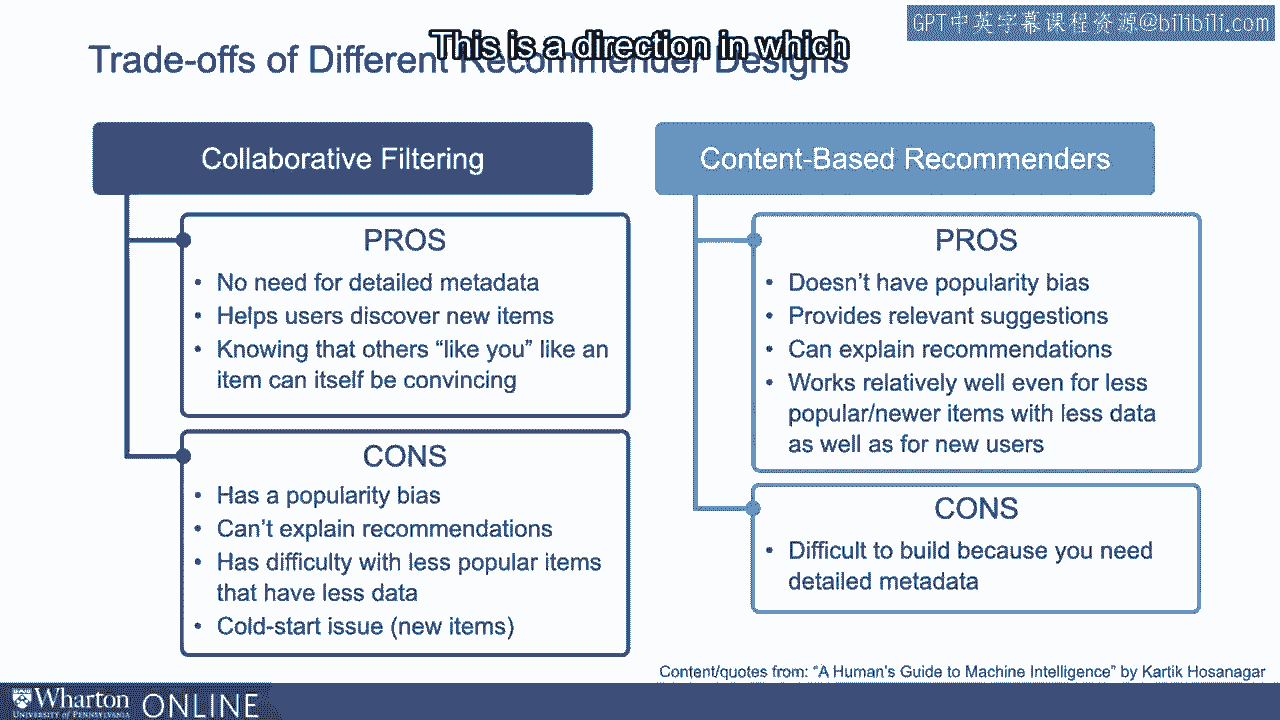 GPT中英字幕课程资源@bilibili.com
This is a direction in which
Trade-offs of Different Recommender Designs
Collaborative Filtering
PROS
• No need for detailed metadata
• Helps users discover new items
• Knowing that others “like you” like an
item can itself be convincing
CONS
• Has a popularity bias
• Can’t explain recommendations
• Has difficulty with less popular items
that have less data
• Cold-start issue (new items)
Content-Based Recommenders
PROS
• Doesn’t have popularity bias
• Provides relevant suggestions
• Can explain recommendations
• Works relatively well even for less
popular/newer items with less data
as well as for new users
CONS
• Difficult to build because you need
detailed metadata
Content/quotes from: “A Human’s Guide to Machine Intelligence” by Kartik Hosanagar
Wharton ONLINE
UNIVERSITY of PENNSYLVANIA